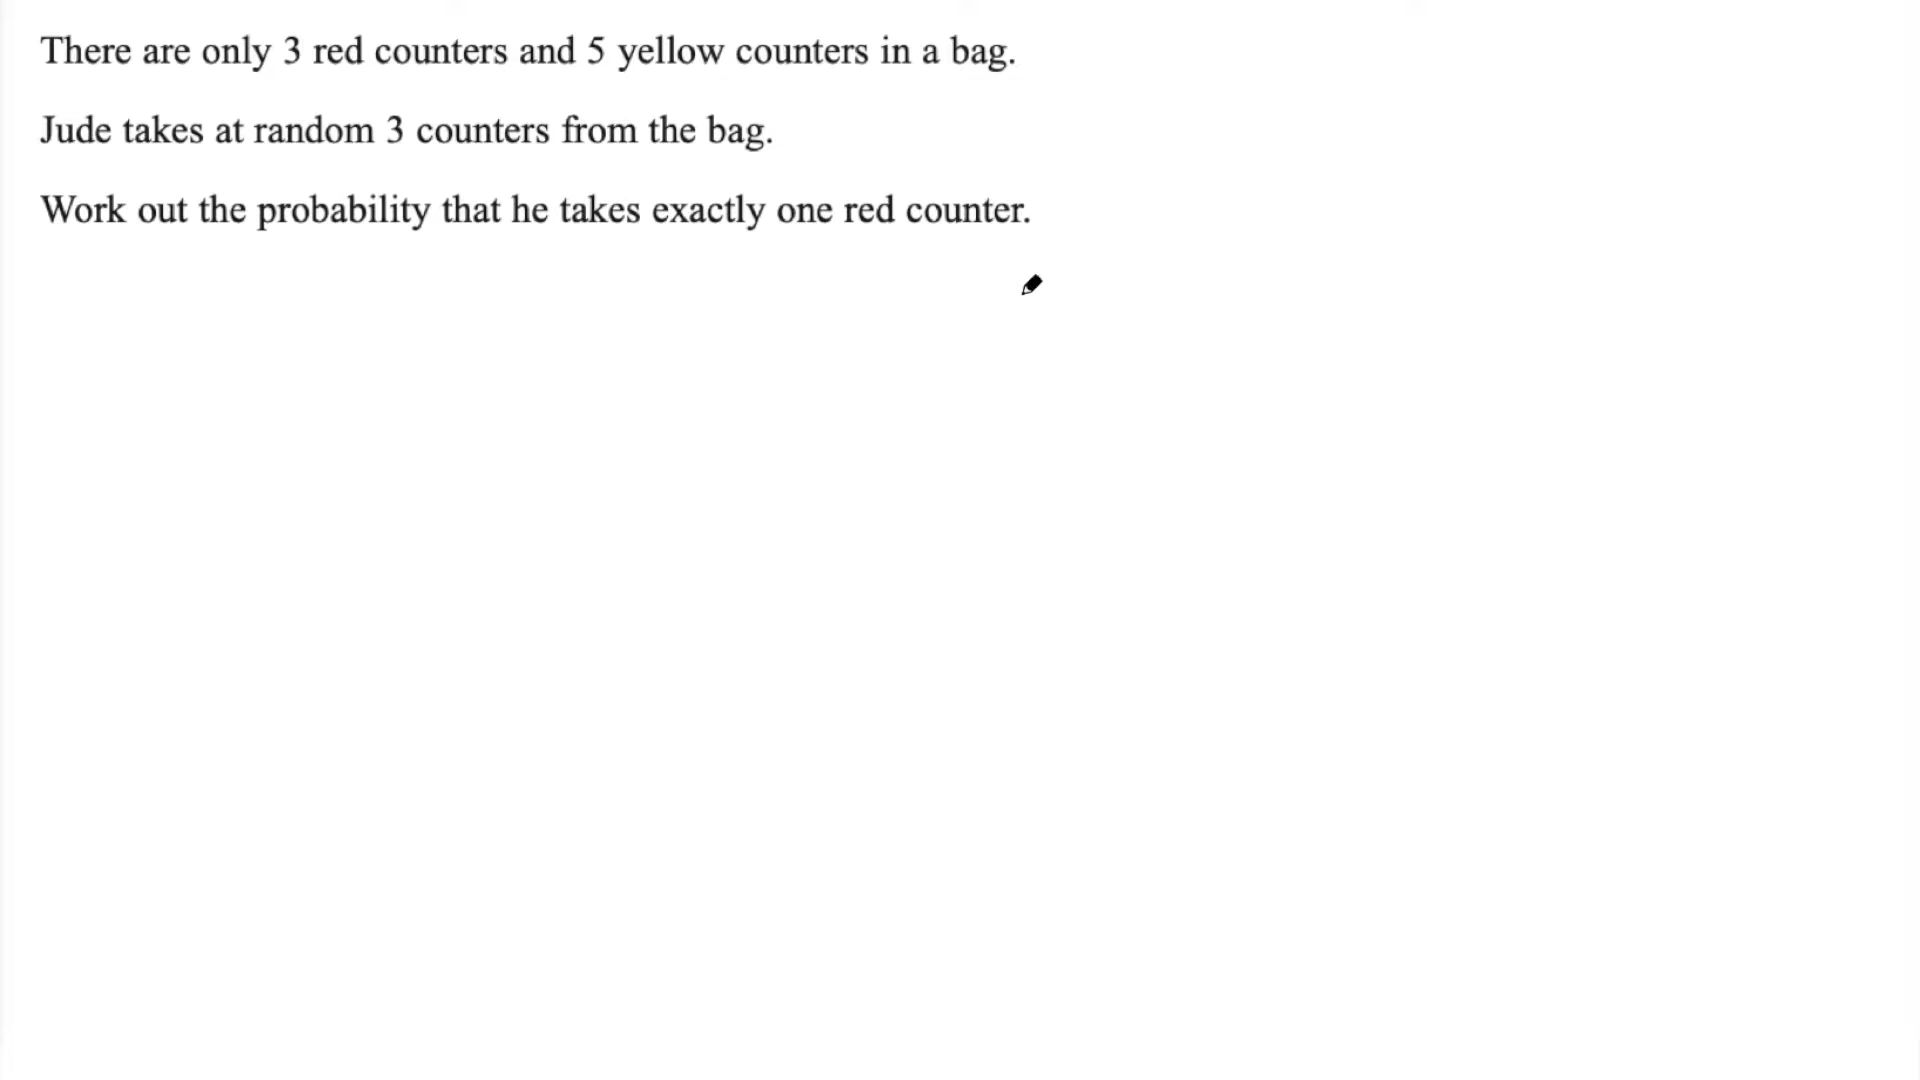 There are only 3 red counters and 5 yellow counters in a bag.
Jude takes at random 3 counters from the bag.
Work out the probability that he takes exactly one red counter.